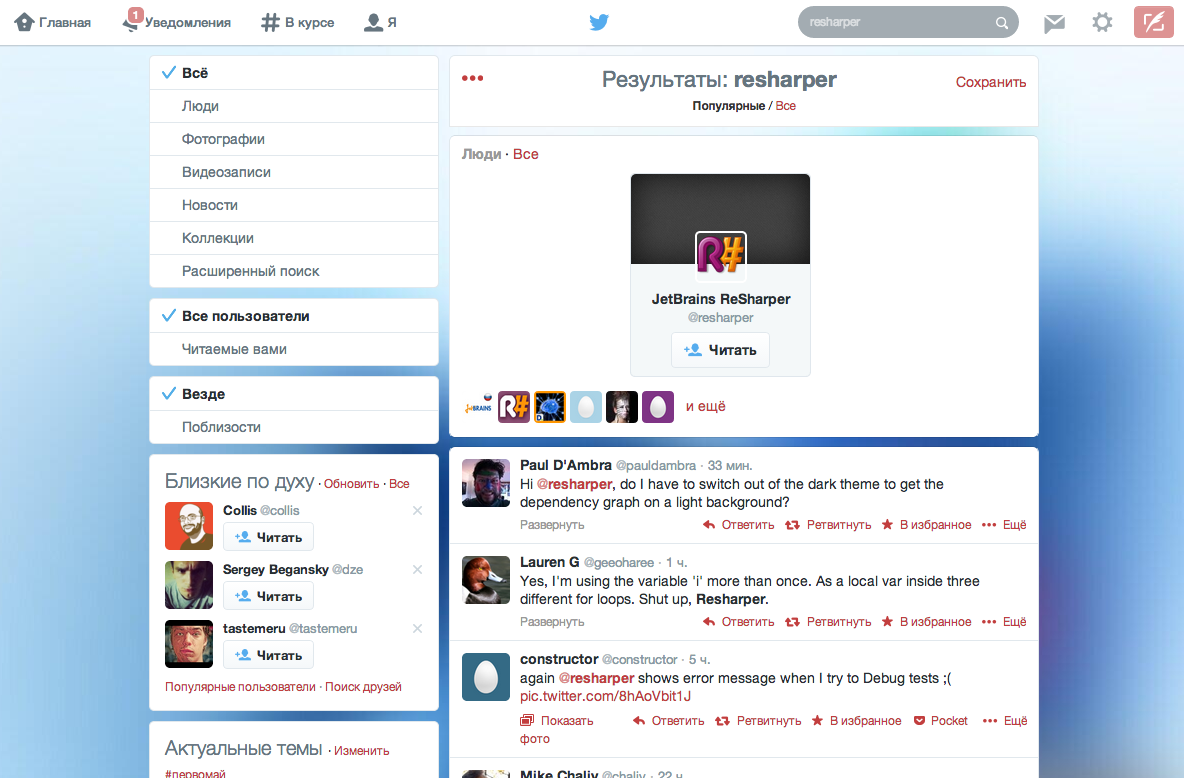 Главная
1
Уведомления
В курсе
Я
resharper
Всё
Люди
Фотографии
Видеозаписи
Новости
Коллекции
Расширенный поиск
Все пользователи
Читаемые вами
Везде
Поблизости
Близкие по духу · Обновить · Все
Collis @collis
Читать
Sergey Begansky @dze
Читать
tastemeru @tastemeru
Читать
Популярные пользователи · Поиск друзей
Актуальные темы · Изменить
#первомай
Результаты: resharper
Популярные / Все
Сохранить
Люди · Все
R#
JetBrains ReSharper
@resharper
Читать
BRAINS
R#
D
и ещё
Paul D'Ambra @pauldambra · 33 мин.
Hi @resharper, do I have to switch out of the dark theme to get the
dependency graph on a light background?
Развернуть Ответить Ретвитнуть В избранное Ещё
Lauren G @geeoharee · 1 ч.
Yes, I'm using the variable 'i' more than once. As a local var inside three
different for loops. Shut up, Resharper.
Развернуть Ответить Ретвитнуть В избранное Ещё
constructor @constructor · 5 ч.
again @resharper shows error message when I try to Debug tests ;(
pic.twitter.com/8hAoVbit1J
Показать Ответить Ретвитнуть В избранное Pocket Ещё
фото
Mike Chaliy @chaliy · 22 ч.